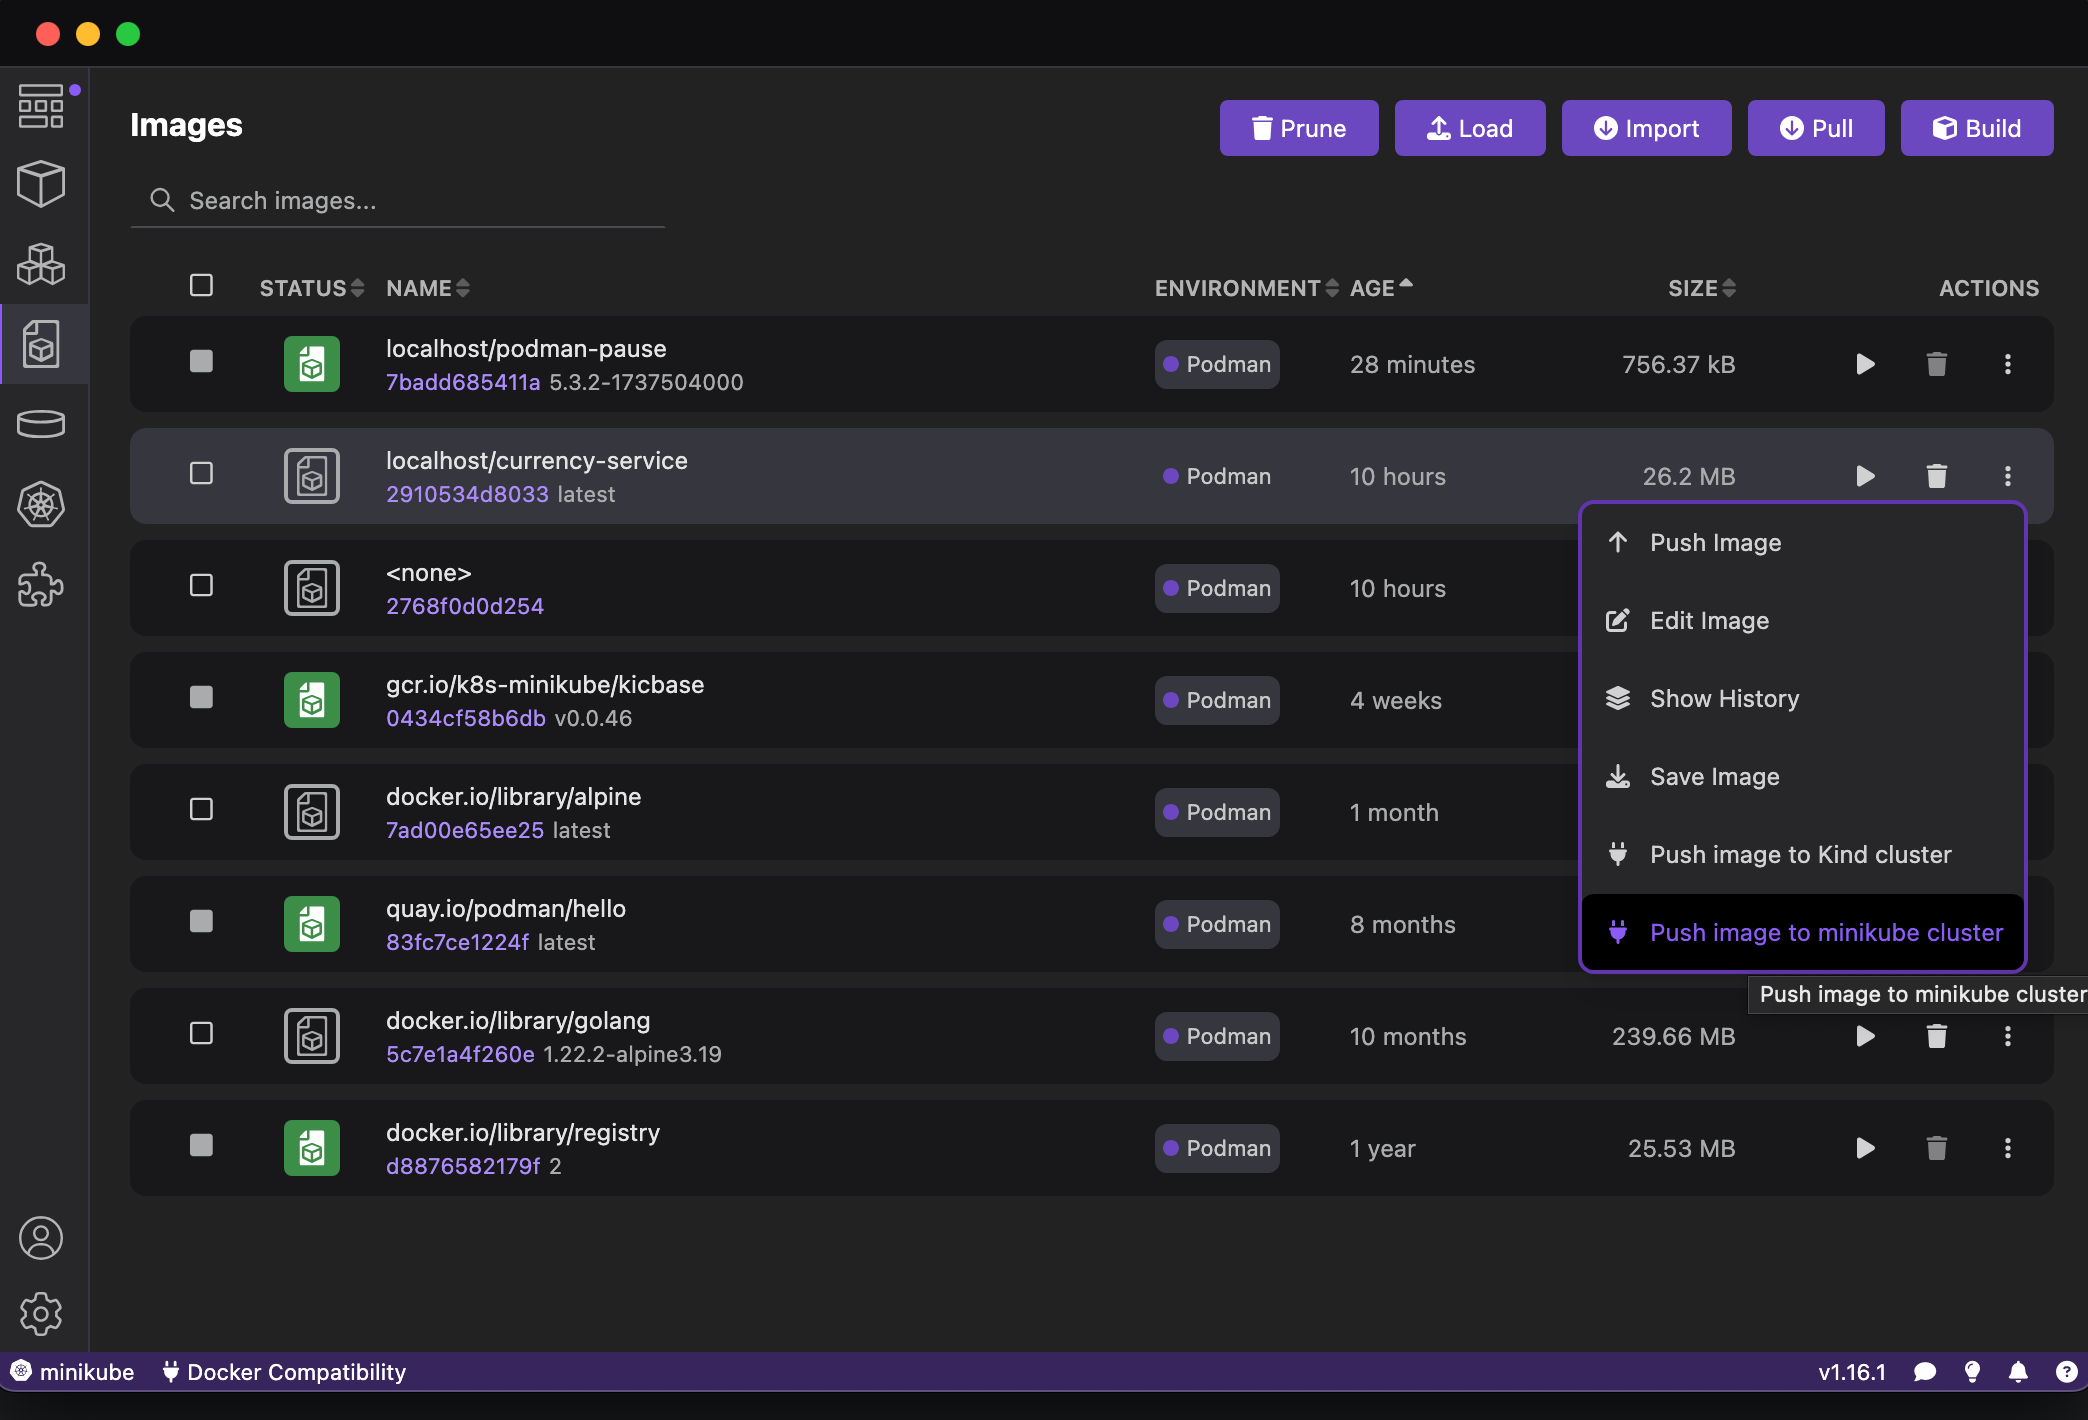 Images
Prune
Load
Import
Pull
Build
Search images...
STATUS NAME ENVIRONMENT AGE SIZE ACTIONS
localhost/podman-pause
7badd685411a 5.3.2-1737504000
Podman
28 minutes
756.37 kB
localhost/currency-service
2910534d8033 latest
Podman
10 hours
26.2 MB
<none>
2768f0d0d254
Podman
10 hours
gcr.io/k8s-minikube/kicbase
0434cf58b6db v0.0.46
Podman
4 weeks
docker.io/library/alpine
7ad00e65ee25 latest
Podman
1 month
quay.io/podman/hello
83fc7ce1224f latest
Podman
8 months
Push Image
Edit Image
Show History
Save Image
Push image to Kind cluster
Push image to minikube cluster
Push image to minikube cluster
docker.io/library/golang
5c7e1a4f260e 1.22.2-alpine3.19
Podman
10 months
239.66 MB
docker.io/library/registry
d8876582179f 2
Podman
1 year
25.53 MB
minikube
Docker Compatibility
v1.16.1